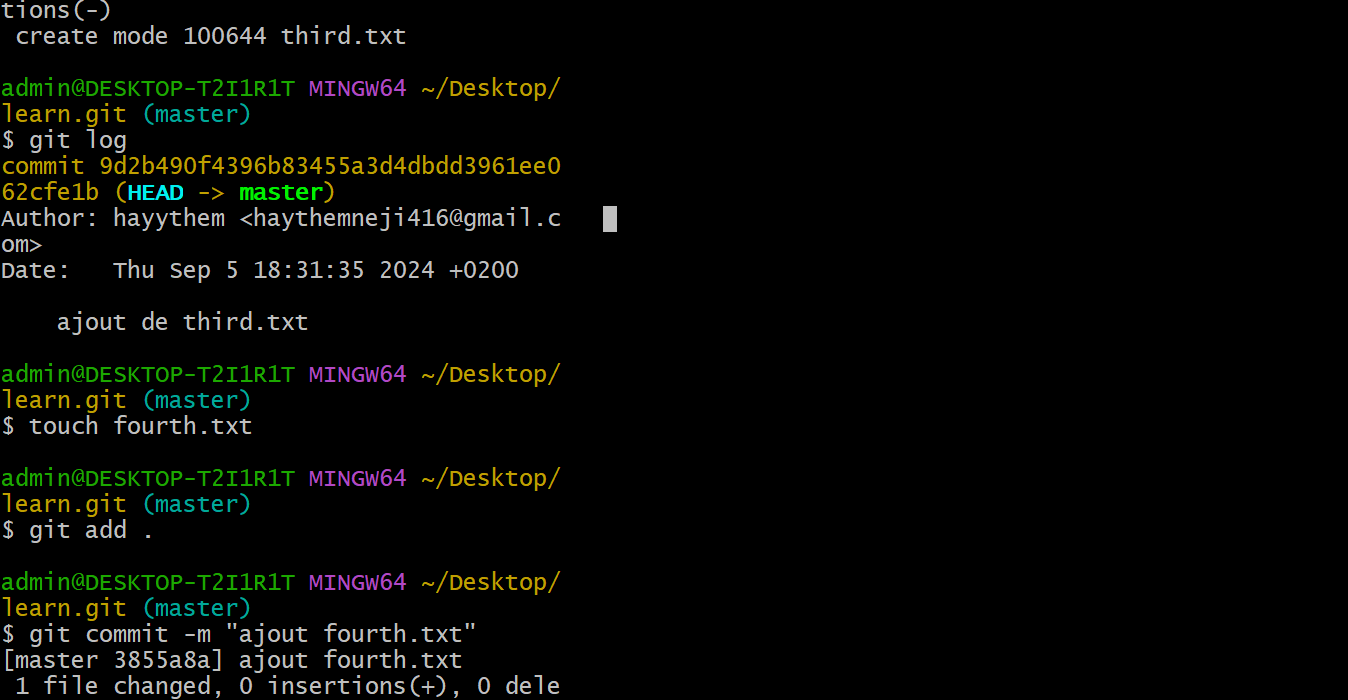 tions(-)
 create mode 100644 third.txt

admin@DESKTOP-T2I1R1T MINGW64 ~/Desktop/
learn.git (master)
$ git log
commit 9d2b490f4396b83455a3d4dbdd3961ee0
62cfe1b (HEAD -> master)
Author: hayythem <haythemneji416@gmail.c
om>
Date:   Thu Sep 5 18:31:35 2024 +0200

    ajout de third.txt

admin@DESKTOP-T2I1R1T MINGW64 ~/Desktop/
learn.git (master)
$ touch fourth.txt

admin@DESKTOP-T2I1R1T MINGW64 ~/Desktop/
learn.git (master)
$ git add .

admin@DESKTOP-T2I1R1T MINGW64 ~/Desktop/
learn.git (master)
$ git commit -m "ajout fourth.txt"
[master 3855a8a] ajout fourth.txt
 1 file changed, 0 insertions(+), 0 dele